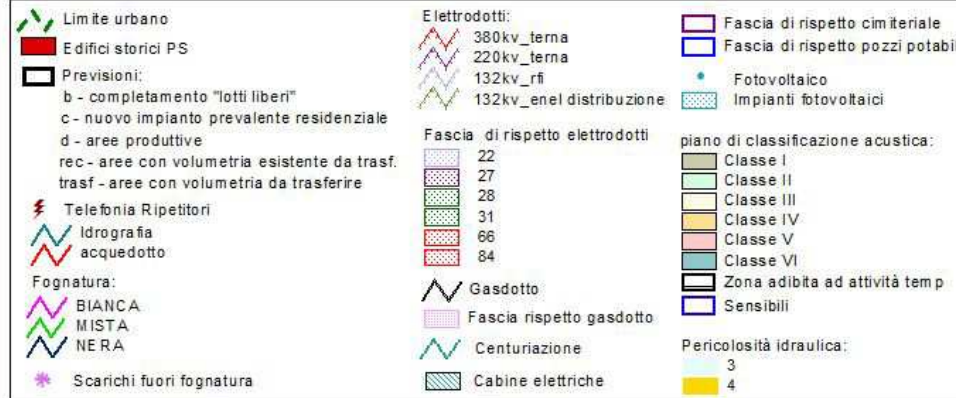 Limite urbano
Edifici storici PS
Previsioni:
b - completamento "lotti liberi"
c - nuovo impianto prevalente residenziale
d - aree produttive
rec - aree con volumetria esistente da trasf.
trasf - aree con volumetria da trasferire
Telefonia Ripetitori
Idrografia
acquedotto
Fognatura:
BIANCA
MISTA
NERA
Scarichi fuori fognatura
Elettrodotti:
380kv_terna
220kv_terna
132kv_rfi
132kv_enel distribuzione
Fascia di rispetto elettrodotti
22
27
28
31
66
84
Gasdotto
Fascia rispetto gasdotto
Centuriazione
Cabine elettriche
Fascia di rispetto cimiteriale
Fascia di rispetto pozzi potabil
Fotovoltaico
Impianti fotovoltaici
piano di classificazione acustica:
Classe I
Classe II
Classe III
Classe IV
Classe V
Classe VI
Zona adibita ad attività temp
Sensibili
Pericolosità idraulica:
3
4